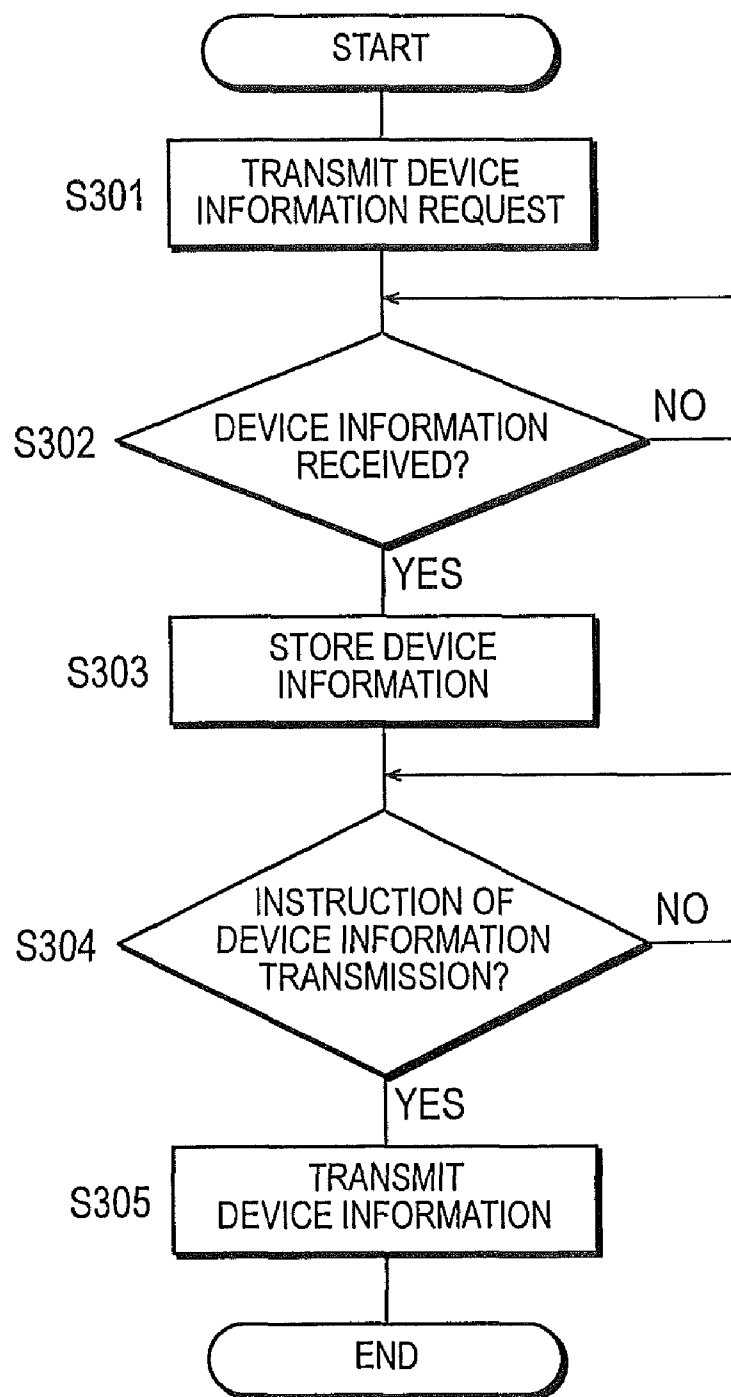 START
S301
TRANSMIT DEVICE
INFORMATION REQUEST
S302
DEVICE INFORMATION
RECEIVED?
NO
YES
S303
STORE DEVICE
INFORMATION
S304
INSTRUCTION OF
DEVICE INFORMATION
TRANSMISSION?
NO
YES
S305
TRANSMIT
DEVICE INFORMATION
END